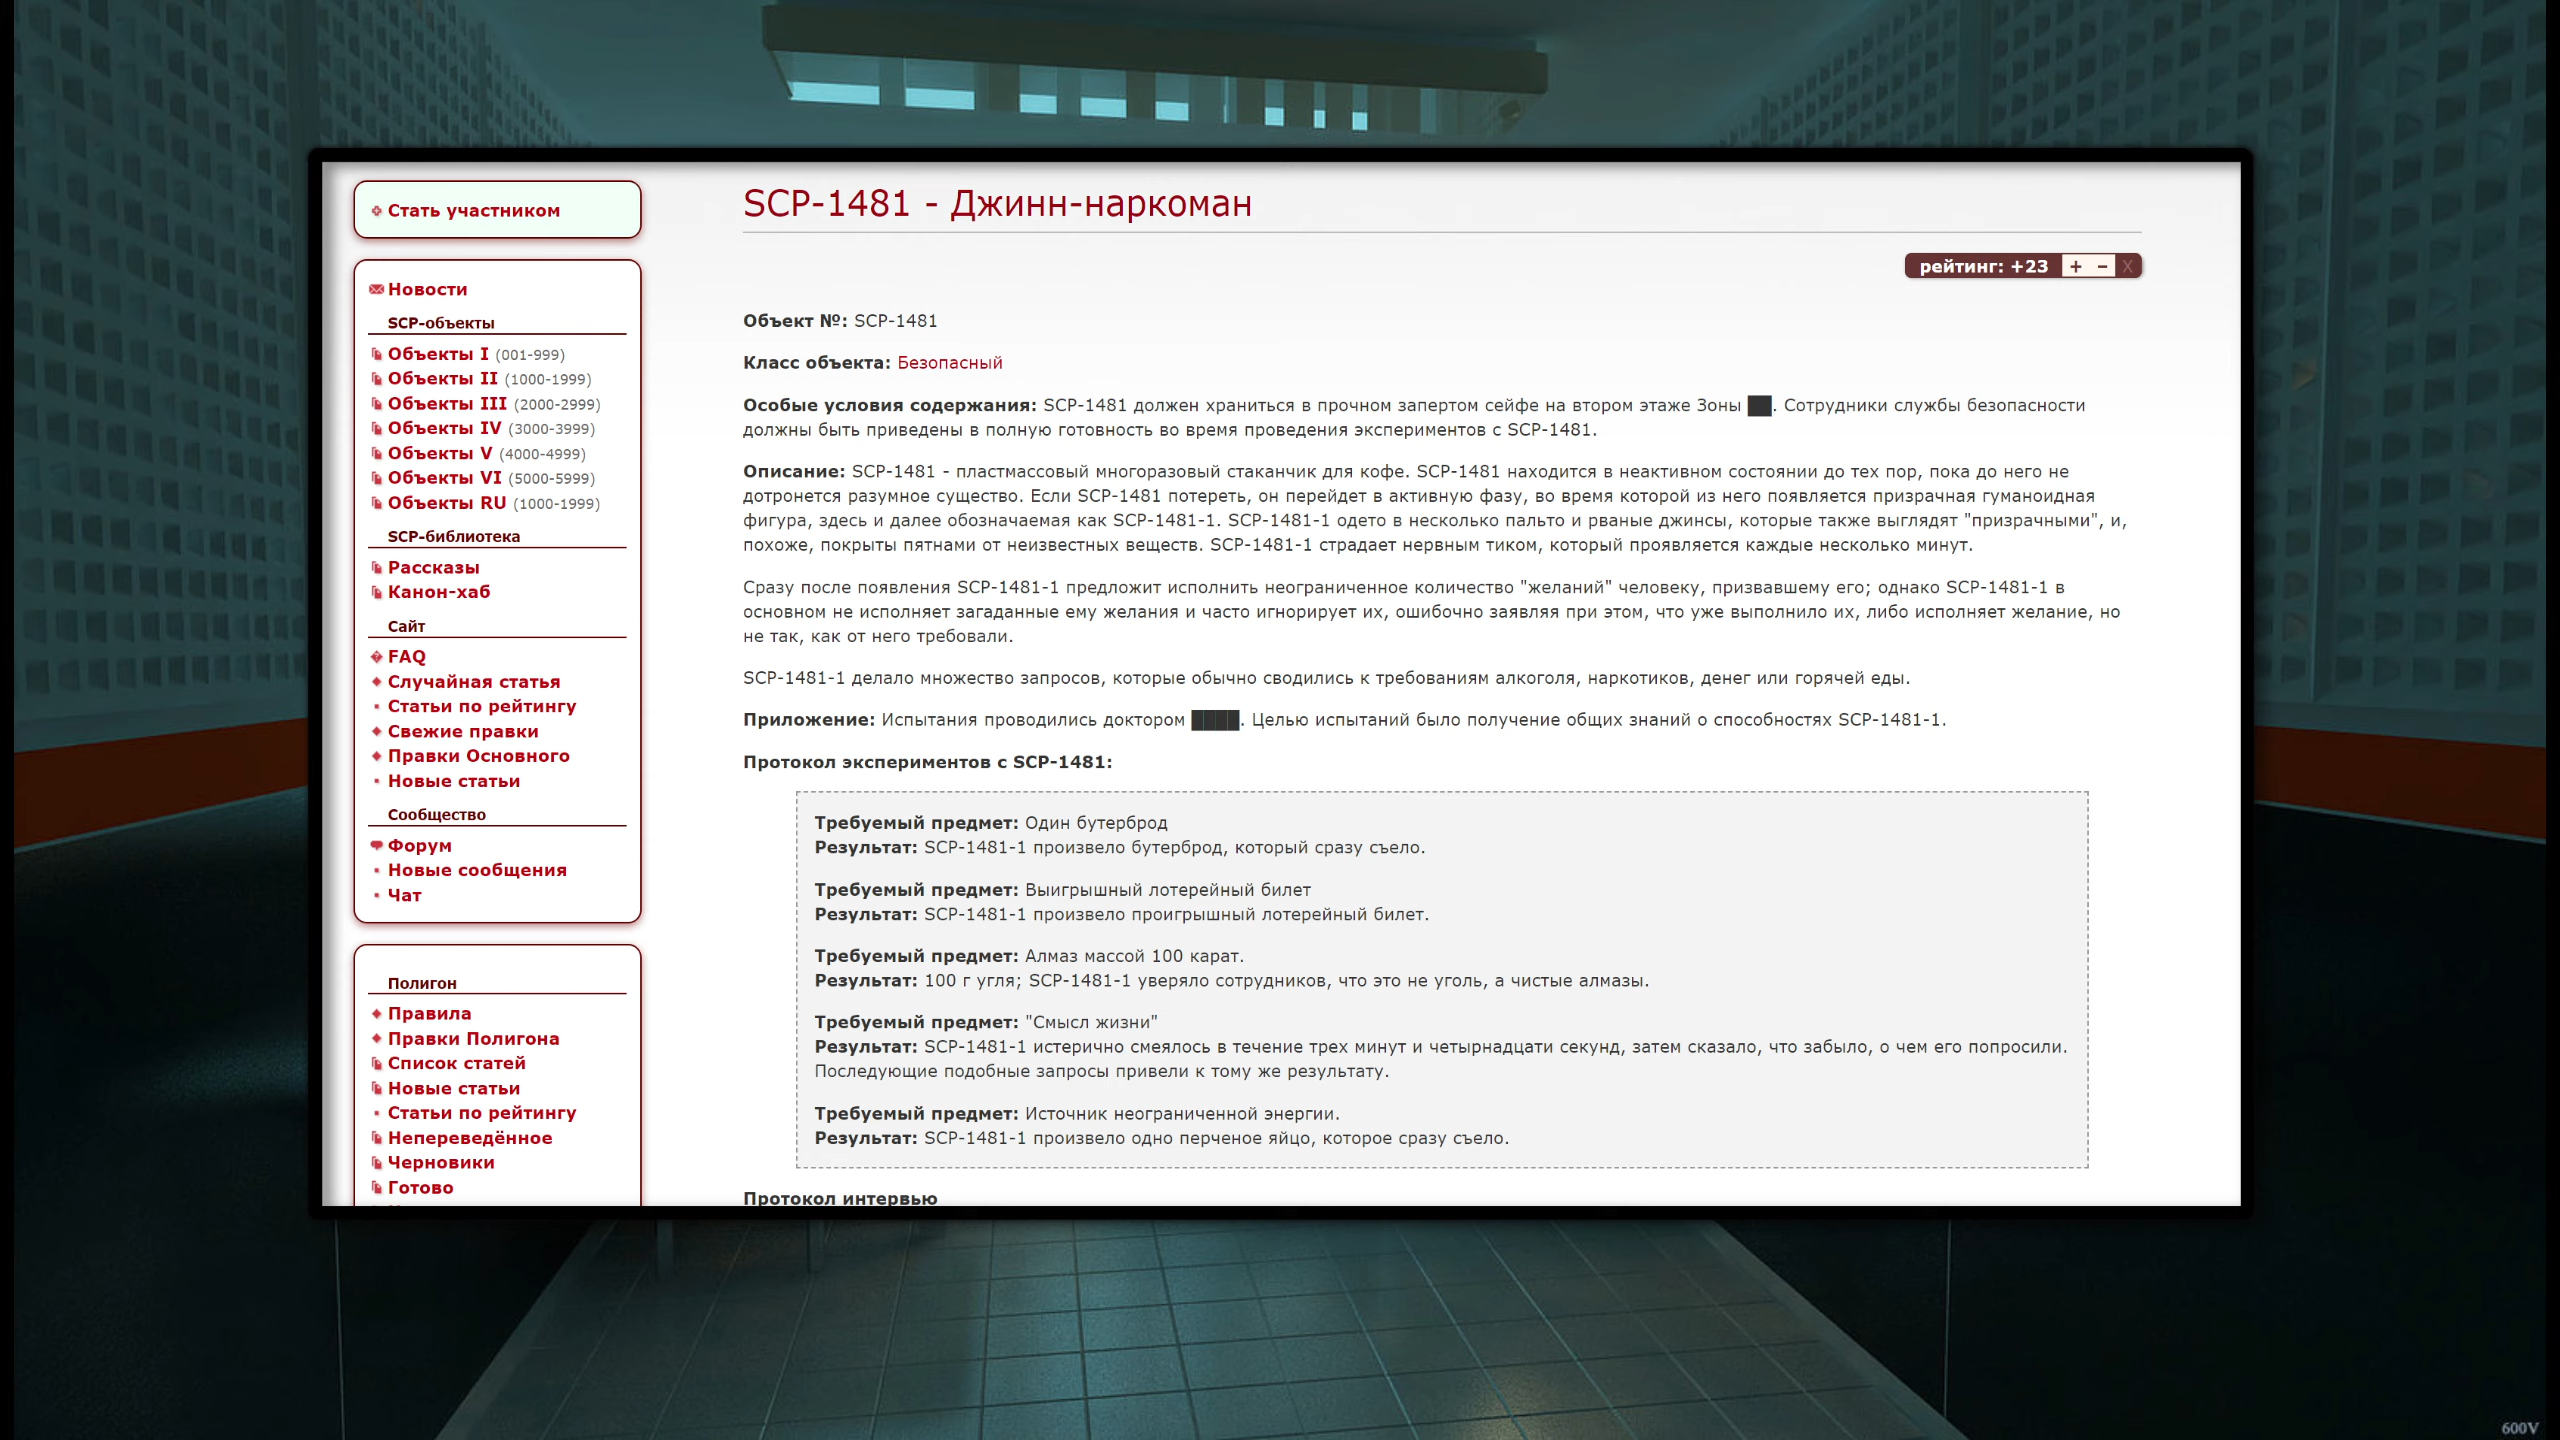 Стать участником
Новости
SCP-объекты
Объекты I (001-999)
Объекты II (1000-1999)
Объекты III (2000-2999)
Объекты IV (3000-3999)
Объекты V (4000-4999)
Объекты VI (5000-5999)
Объекты RU (1000-1999)
SCP-библиотека
Рассказы
Канон-хаб
Сайт
FAQ
Случайная статья
Статьи по рейтингу
Свежие правки
Правки Основного
Новые статьи
Сообщество
Форум
Новые сообщения
Чат
Полигон
Правила
Правки Полигона
Список статей
Новые статьи
Статьи по рейтингу
Непереведённое
Черновики
Готово
SCP-1481 - Джинн-наркоман
рейтинг: +23 + − X
Объект №: SCP-1481
Класс объекта: Безопасный
Особые условия содержания: SCP-1481 должен храниться в прочном запертом сейфе на втором этаже Зоны ██. Сотрудники службы безопасности
должны быть приведены в полную готовность во время проведения экспериментов с SCP-1481.
Описание: SCP-1481 - пластмассовый многоразовый стаканчик для кофе. SCP-1481 находится в неактивном состоянии до тех пор, пока до него не
дотронется разумное существо. Если SCP-1481 потереть, он перейдет в активную фазу, во время которой из него появляется призрачная гуманоидная
фигура, здесь и далее обозначаемая как SCP-1481-1. SCP-1481-1 одето в несколько пальто и рваные джинсы, которые также выглядят "призрачными", и,
похоже, покрыты пятнами от неизвестных веществ. SCP-1481-1 страдает нервным тиком, который проявляется каждые несколько минут.
Сразу после появления SCP-1481-1 предложит исполнить неограниченное количество "желаний" человеку, призвавшему его; однако SCP-1481-1 в
основном не исполняет загаданные ему желания и часто игнорирует их, ошибочно заявляя при этом, что уже выполнило их, либо исполняет желание, но
не так, как от него требовали.
SCP-1481-1 делало множество запросов, которые обычно сводились к требованиям алкоголя, наркотиков, денег или горячей еды.
Приложение: Испытания проводились доктором ████. Целью испытаний было получение общих знаний о способностях SCP-1481-1.
Протокол экспериментов с SCP-1481:
Требуемый предмет: Один бутерброд
Результат: SCP-1481-1 произвело бутерброд, который сразу съело.
Требуемый предмет: Выигрышный лотерейный билет
Результат: SCP-1481-1 произвело проигрышный лотерейный билет.
Требуемый предмет: Алмаз массой 100 карат.
Результат: 100 г угля; SCP-1481-1 уверяло сотрудников, что это не уголь, а чистые алмазы.
Требуемый предмет: "Смысл жизни"
Результат: SCP-1481-1 истерично смеялось в течение трех минут и четырнадцати секунд, затем сказало, что забыло, о чем его попросили.
Последующие подобные запросы привели к тому же результату.
Требуемый предмет: Источник неограниченной энергии.
Результат: SCP-1481-1 произвело одно перченое яйцо, которое сразу съело.
Протокол интервью
600V